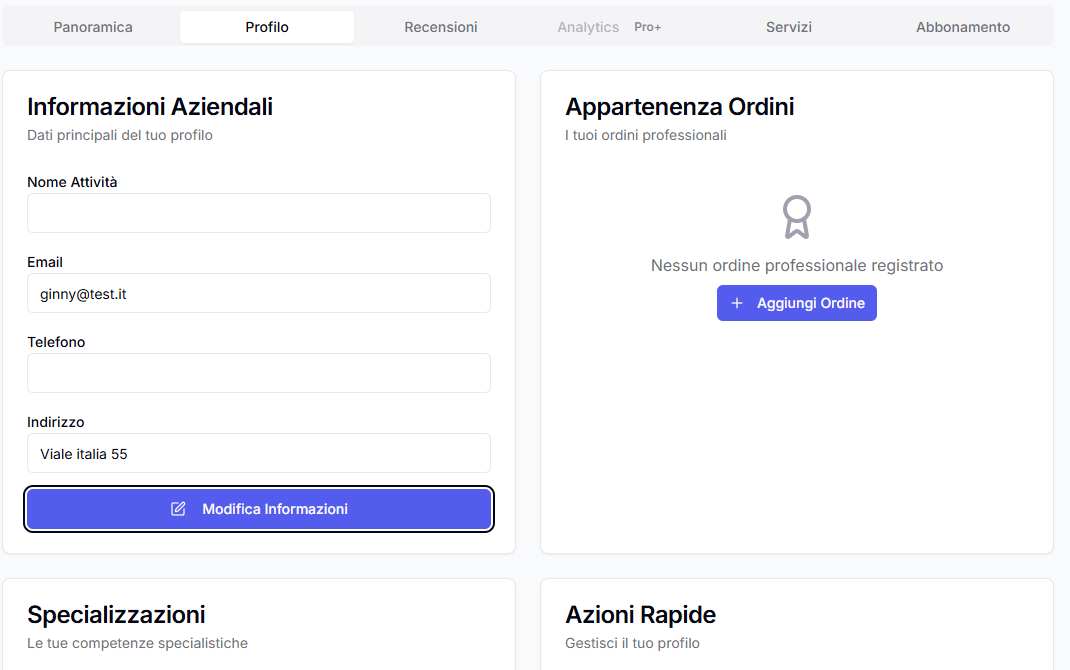 Panoramica
Profilo
Recensioni
Analytics Pro+
Servizi
Abbonamento
Informazioni Aziendali
Dati principali del tuo profilo
Nome Attività
Email
ginny@test.it
Telefono
Indirizzo
Viale italia 55
Modifica Informazioni
Appartenenza Ordini
I tuoi ordini professionali
Nessun ordine professionale registrato
+ Aggiungi Ordine
Specializzazioni
Le tue competenze specialistiche
Azioni Rapide
Gestisci il tuo profilo